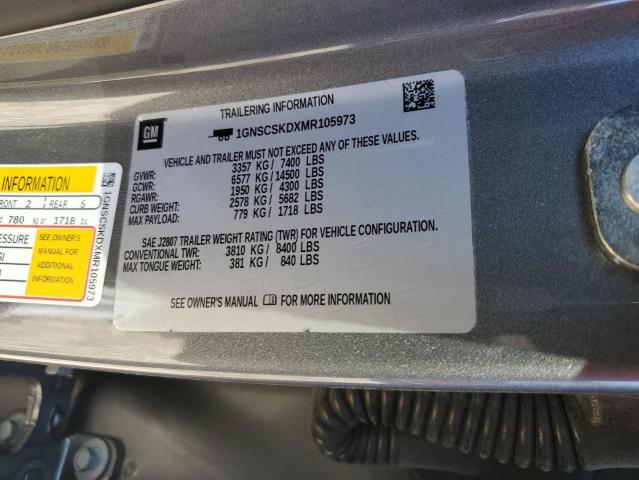 TRAILERING INFORMATION
GM
1GNSCSKDXMR105973
VEHICLE AND TRAILER MUST NOT EXCEED ANY OF THESE VALUES.
GVWR: 3357 KG / 7400 LBS
GCWR: 6577 KG / 14500 LBS
RGAWR: 1950 KG / 4300 LBS
CURB WEIGHT: 2578 KG / 5682 LBS
MAX PAYLOAD: 779 KG / 1718 LBS
SAE J2807 TRAILER WEIGHT RATING (TWR) FOR VEHICLE CONFIGURATION.
CONVENTIONAL TWR: 3810 KG / 8400 LBS
MAX TONGUE WEIGHT: 381 KG / 840 LBS
SEE OWNER'S MANUAL FOR MORE INFORMATION
INFORMATION
FRONT 2 REAR 5
780 kg or 1718 lbs
SEE OWNER'S
MANUAL FOR
ADDITIONAL
INFORMATION
1GNSCSKDXMR105973